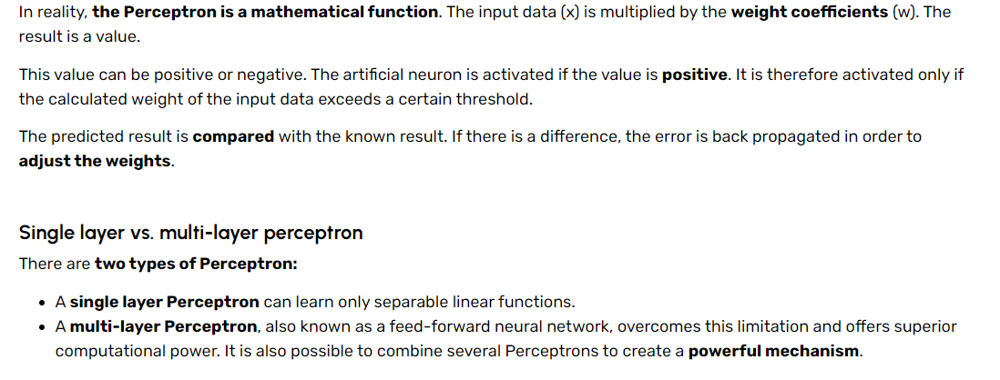 In reality, the Perceptron is a mathematical function. The input data (x) is multiplied by the weight coefficients (w). The
result is a value.
This value can be positive or negative. The artificial neuron is activated if the value is positive. It is therefore activated only if
the calculated weight of the input data exceeds a certain threshold.
The predicted result is compared with the known result. If there is a difference, the error is back propagated in order to
adjust the weights.
Single layer vs. multi-layer perceptron
There are two types of Perceptron:
• A single layer Perceptron can learn only separable linear functions.
• A multi-layer Perceptron, also known as a feed-forward neural network, overcomes this limitation and offers superior
computational power. It is also possible to combine several Perceptrons to create a powerful mechanism.